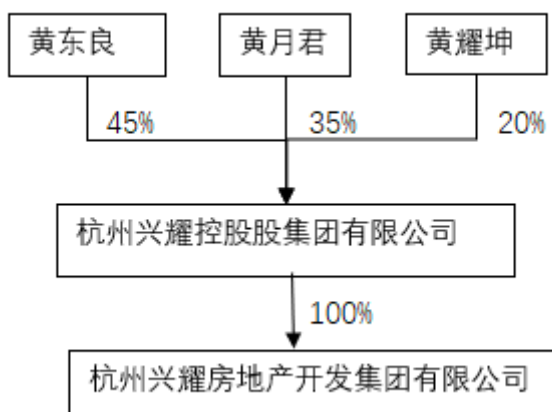 黄东良 黄月君 黄耀坤
45% 35% 20%
杭州兴耀控股股集团有限公司
100%
杭州兴耀房地产开发集团有限公司